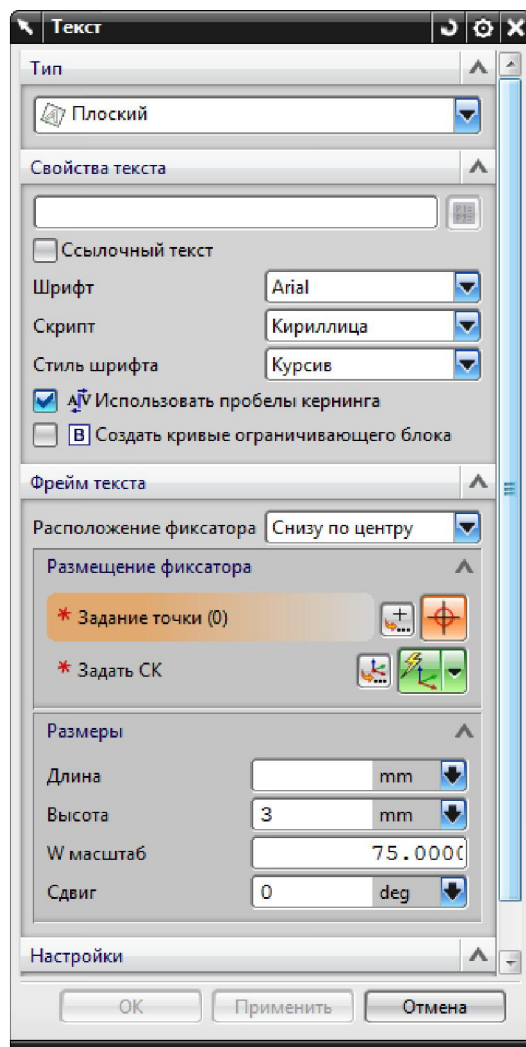 Текст
Тип
Плоский
Свойства текста
Ссылочный текст
Шрифт Arial
Скрипт Кириллица
Стиль шрифта Курсив
Использовать пробелы кернинга
B Создать кривые ограничивающего блока
Фрейм текста
Расположение фиксатора Снизу по центру
Размещение фиксатора
* Задание точки (0)
* Задать СК
Размеры
Длина mm
Высота 3 mm
W масштаб 75.0000
Сдвиг 0 deg
Настройки
OK Применить Отмена